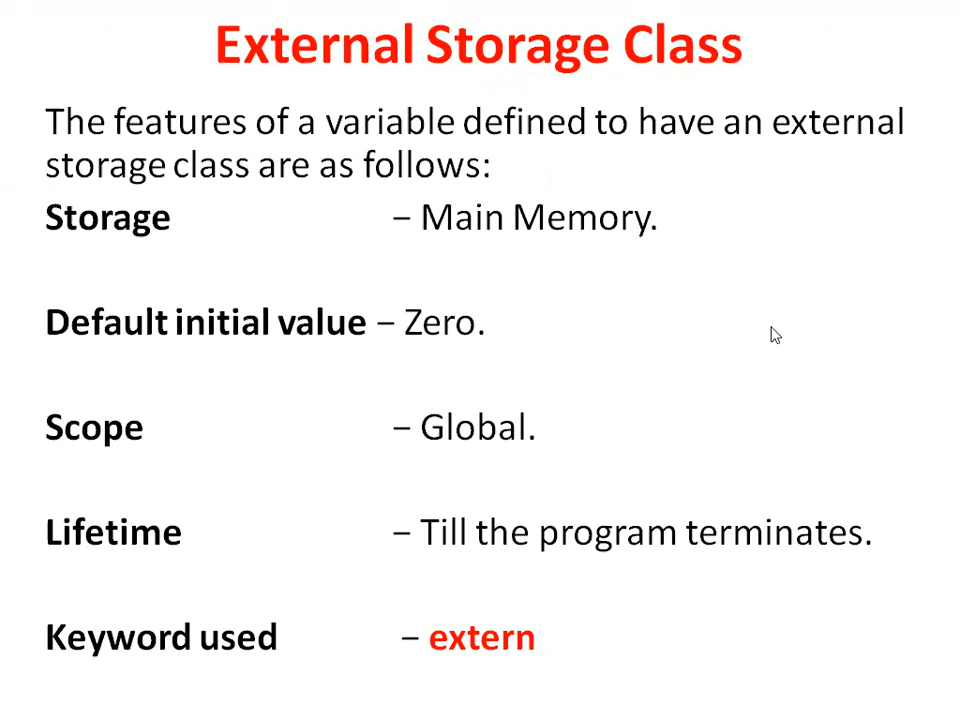 External Storage Class
The features of a variable defined to have an external
storage class are as follows:
Storage – Main Memory.
Default initial value – Zero.
Scope – Global.
Lifetime – Till the program terminates.
Keyword used – extern